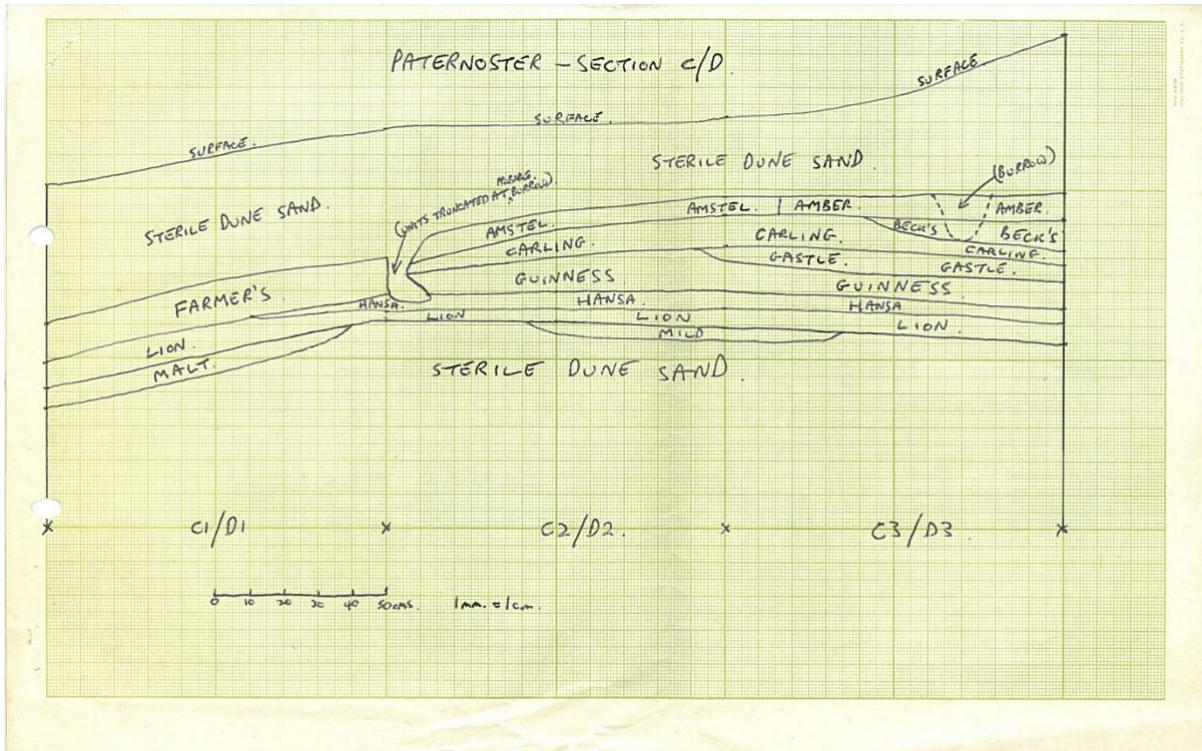 PATERNOSTER – SECTION C/D.
SURFACE.
SURFACE.
SURFACE.
STERILE DUNE SAND.
(BURROW)
(UNITS TRUNCATED AT BURROW)
STERILE DUNE SAND.
AMSTEL.
AMSTEL.
AMBER.
AMBER.
BECK'S
BECK'S
CARLING.
CARLING.
CARLING.
GASTLE.
GASTLE.
GUINNESS
GUINNESS
FARMER'S.
HANSA.
HANSA
HANSA
LION
LION
LION.
LION.
MILD
MALT.
STERILE DUNE SAND.
C1/D1
C2/D2.
C3/D3.
0 10 20 30 40 50cms.
1mm. = 1cm.